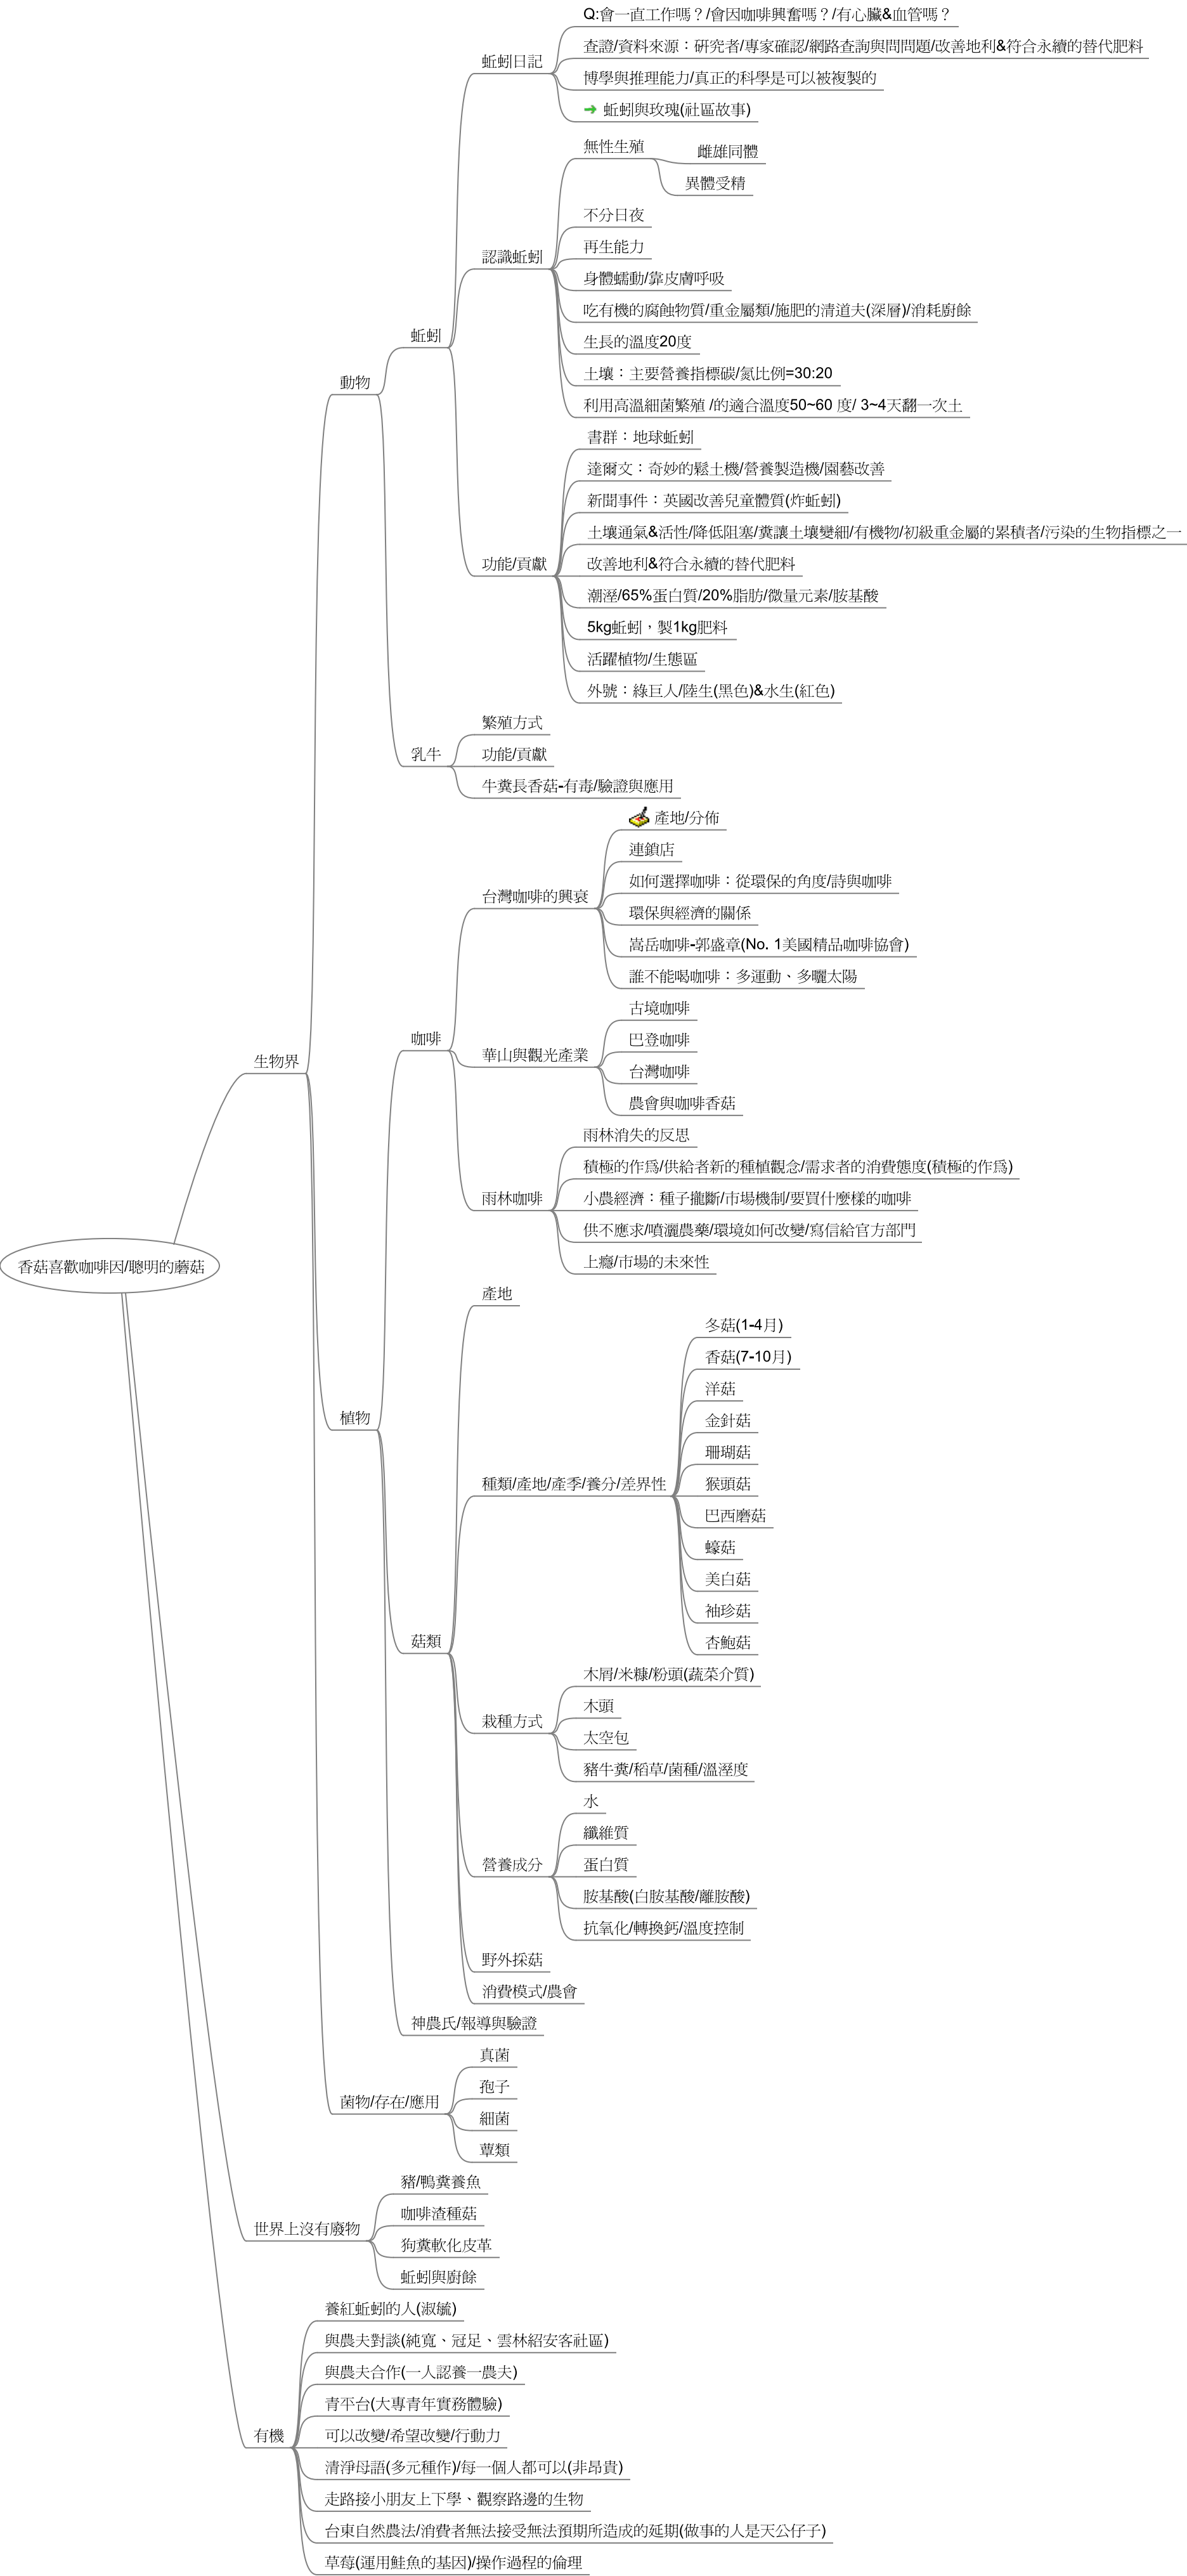 Q:會一直工作嗎？/會因咖啡興奮嗎？/有心臟&血管嗎？
查證/資料來源：研究者/專家確認/網路查詢與問問題/改善地利&符合永續的替代肥料
蚯蚓日記
博學與推理能力/真正的科學是可以被複製的
蚯蚓與玫瑰(社區故事)
無性生殖
雌雄同體
異體受精
不分日夜
再生能力
認識蚯蚓
身體蠕動/靠皮膚呼吸
吃有機的腐蝕物質/重金屬類/施肥的清道夫(深層)/消耗廚餘
蚯蚓
生長的溫度20度
土壤：主要營養指標碳/氮比例=30:20
動物
利用高溫細菌繁殖 /的適合溫度50~60 度/ 3~4天翻一次土
書群：地球蚯蚓
達爾文：奇妙的鬆土機/營養製造機/園藝改善
新聞事件：英國改善兒童體質(炸蚯蚓)
土壤通氣&活性/降低阻塞/糞讓土壤變細/有機物/初級重金屬的累積者/污染的生物指標之一
功能/貢獻
改善地利&符合永續的替代肥料
潮溼/65%蛋白質/20%脂肪/微量元素/胺基酸
5kg蚯蚓，製1kg肥料
活躍植物/生態區
外號：綠巨人/陸生(黑色)&水生(紅色)
繁殖方式
乳牛
功能/貢獻
牛糞長香菇-有毒/驗證與應用
產地/分佈
連鎖店
如何選擇咖啡：從環保的角度/詩與咖啡
台灣咖啡的興衰
環保與經濟的關係
嵩岳咖啡-郭盛章(No. 1美國精品咖啡協會)
誰不能喝咖啡：多運動、多曬太陽
古境咖啡
咖啡
巴登咖啡
華山與觀光產業
生物界
台灣咖啡
農會與咖啡香菇
雨林消失的反思
積極的作爲/供給者新的種植觀念/需求者的消費態度(積極的作爲)
雨林咖啡
小農經濟：種子攏斷/市場機制/要買什麼樣的咖啡
供不應求/噴灑農藥/環境如何改變/寫信給官方部門
上癮/市場的未來性
香菇喜歡咖啡因/聰明的蘑菇
產地
冬菇(1-4月)
香菇(7-10月)
洋菇
植物
金針菇
珊瑚菇
種類/產地/產季/養分/差界性
猴頭菇
巴西磨菇
蠔菇
美白菇
袖珍菇
菇類
杏鮑菇
木屑/米糠/粉頭(蔬菜介質)
木頭
栽種方式
太空包
豬牛糞/稻草/菌種/溫溼度
水
纖維質
營養成分
蛋白質
胺基酸(白胺基酸/離胺酸)
抗氧化/轉換鈣/溫度控制
野外採菇
消費模式/農會
神農氏/報導與驗證
真菌
孢子
菌物/存在/應用
細菌
蕈類
豬/鴨糞養魚
咖啡渣種菇
世界上沒有廢物
狗糞軟化皮革
蚯蚓與廚餘
養紅蚯蚓的人(淑毓)
與農夫對談(純寬、冠足、雲林紹安客社區)
與農夫合作(一人認養一農夫)
青平台(大專青年實務體驗)
有機
可以改變/希望改變/行動力
清淨母語(多元種作)/每一個人都可以(非昂貴)
走路接小朋友上下學、觀察路邊的生物
台東自然農法/消費者無法接受無法預期所造成的延期(做事的人是天公仔子)
草莓(運用鮭魚的基因)/操作過程的倫理